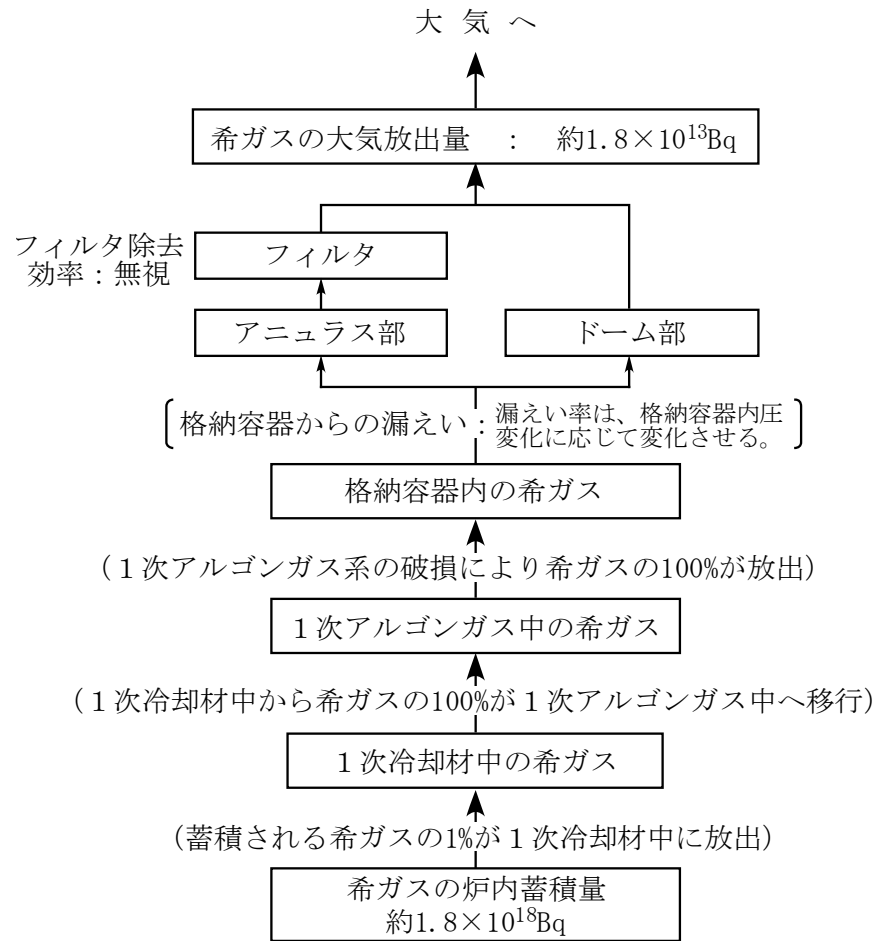 大 気 へ
希ガスの大気放出量　:　約1.8×10¹³Bq
フィルタ除去
効率：無視
フィルタ
アニュラス部
ドーム部
格納容器からの漏えい：漏えい率は、格納容器内圧
変化に応じて変化させる。
格納容器内の希ガス
（１次アルゴンガス系の破損により希ガスの100%が放出）
１次アルゴンガス中の希ガス
（１次冷却材中から希ガスの100%が１次アルゴンガス中へ移行）
１次冷却材中の希ガス
（蓄積される希ガスの1%が１次冷却材中に放出）
希ガスの炉内蓄積量
約1.8×10¹⁸Bq